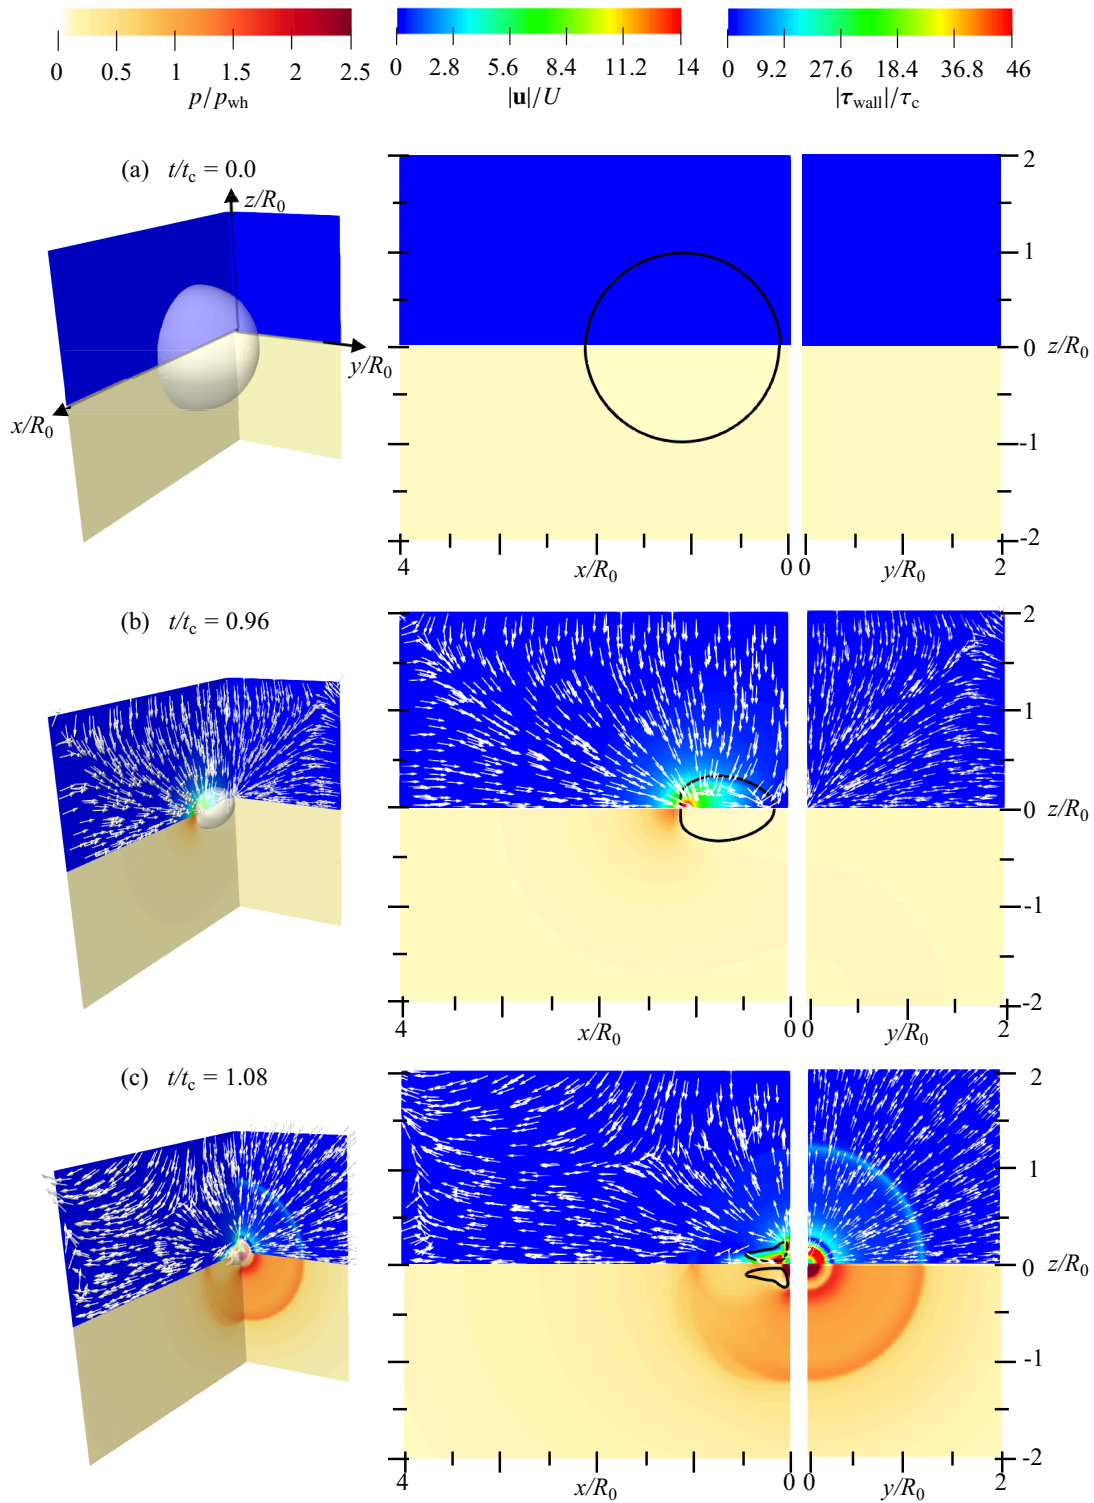 0 0.5 1 1.5 2 2.5
p/p_wh
0 2.8 5.6 8.4 11.2 14
|u|/U
0 9.2 27.6 18.4 36.8 46
|τ_wall|/τ_c
(a) t/t_c = 0.0
z/R_0
y/R_0
x/R_0
2
1
0 z/R_0
-1
-2
4 x/R_0 0 0 y/R_0 2
(b) t/t_c = 0.96
2
1
0 z/R_0
-1
-2
4 x/R_0 0 0 y/R_0 2
(c) t/t_c = 1.08
2
1
0 z/R_0
-1
-2
4 x/R_0 0 0 y/R_0 2